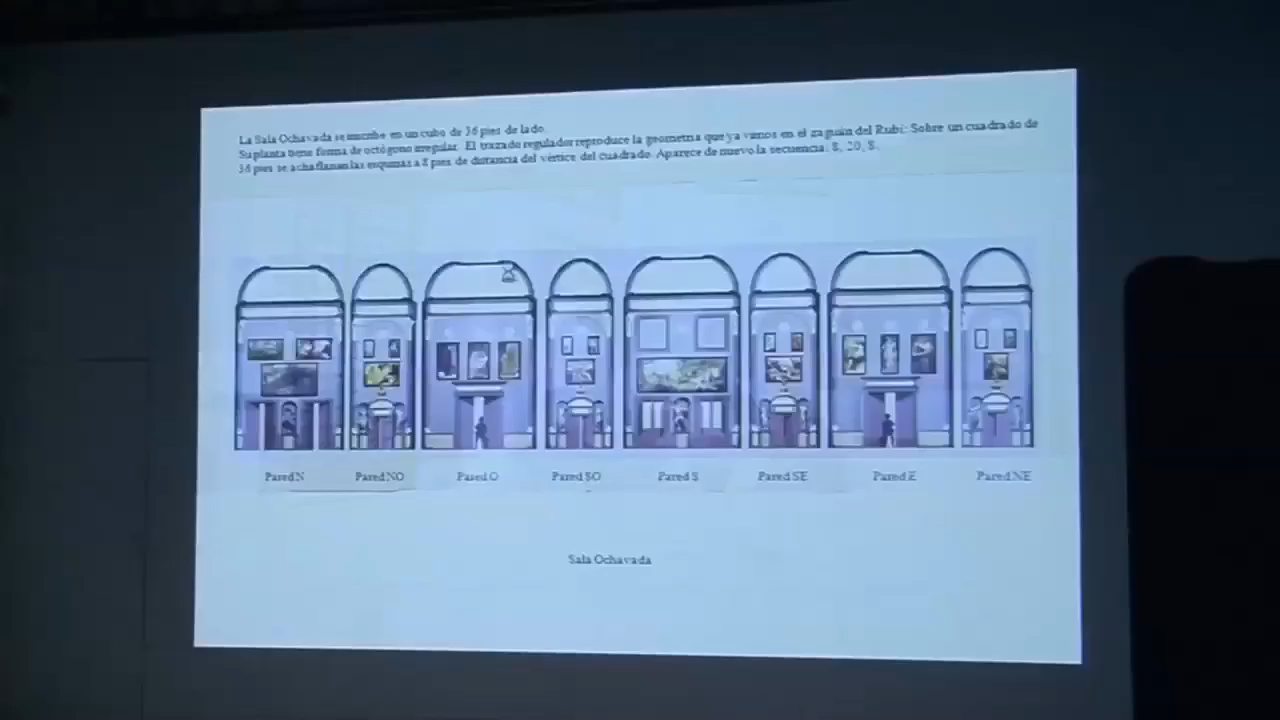 La Sala Ochavada se inscribe en un cubo de 36 pies de lado.
Su planta tiene forma de octógono irregular. El trazado regulador reproduce la geometría que ya vimos en el zaguán del Rubí: Sobre un cuadrado de
36 pies se achaflanan las esquinas a 8 pies de distancia del vértice del cuadrado. Aparece de nuevo la secuencia: 8, 20, 8.
Pared N Pared NO Pared O Pared SO Pared S Pared SE Pared E Pared NE
Sala Ochavada